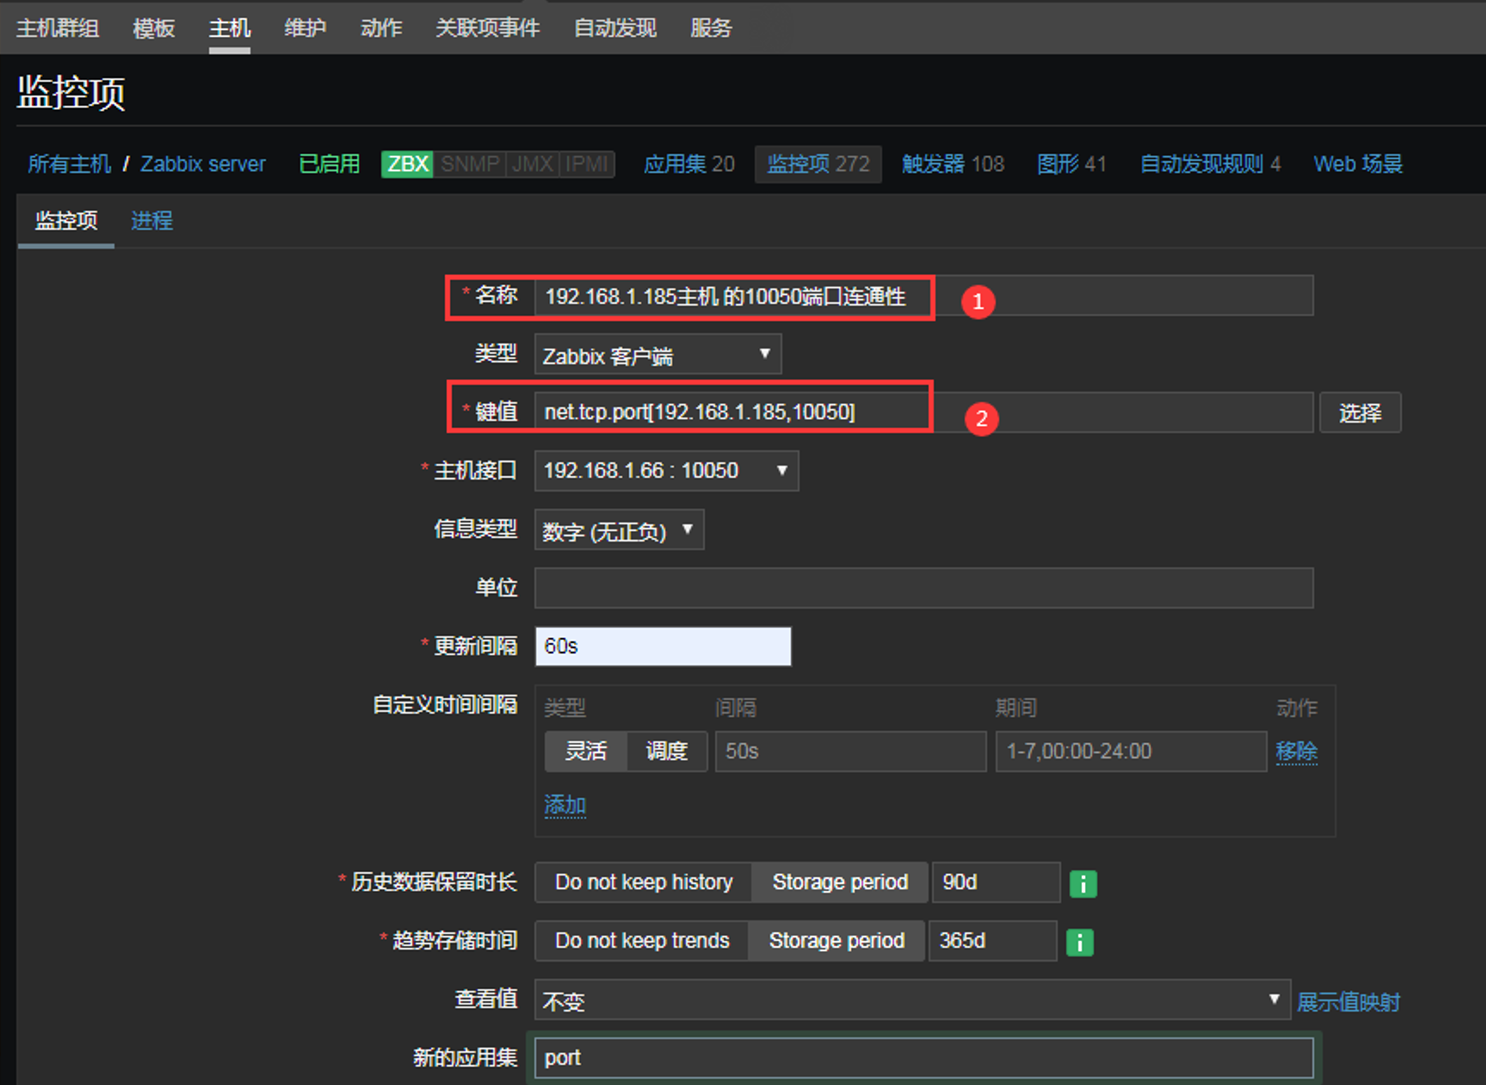 主机群组 模板 主机 维护 动作 关联项事件 自动发现 服务
监控项
所有主机 / Zabbix server 已启用 ZBX SNMP JMX IPMI 应用集 20 监控项 272 触发器 108 图形 41 自动发现规则 4 Web 场景
监控项 进程
* 名称 192.168.1.185主机 的10050端口连通性 1
类型 Zabbix 客户端
* 键值 net.tcp.port[192.168.1.185,10050] 2 选择
* 主机接口 192.168.1.66 : 10050
信息类型 数字 (无正负)
单位
* 更新间隔 60s
自定义时间间隔 类型 间隔 期间 动作
灵活 调度 50s 1-7,00:00-24:00 移除
添加
* 历史数据保留时长 Do not keep history Storage period 90d i
* 趋势存储时间 Do not keep trends Storage period 365d i
查看值 不变 展示值映射
新的应用集 port